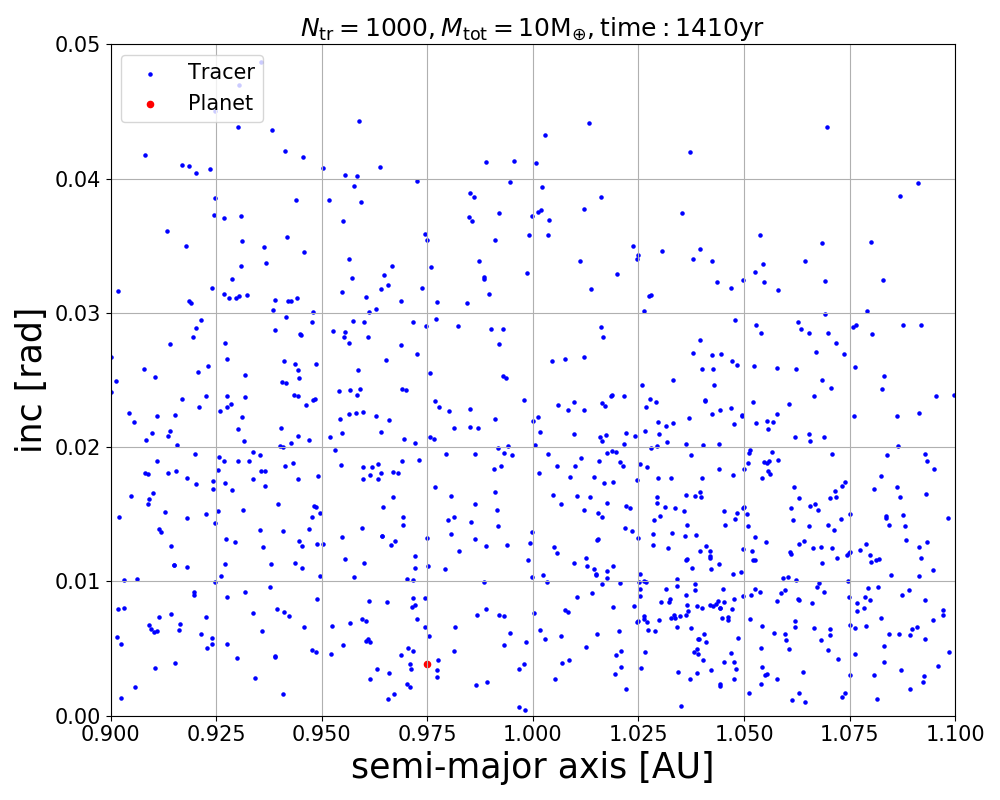 N_tr = 1000, M_tot = 10M_⊕, time : 1410yr
Tracer
Planet
inc [rad]
0.05
0.04
0.03
0.02
0.01
0.00
0.900 0.925 0.950 0.975 1.000 1.025 1.050 1.075 1.100
semi-major axis [AU]